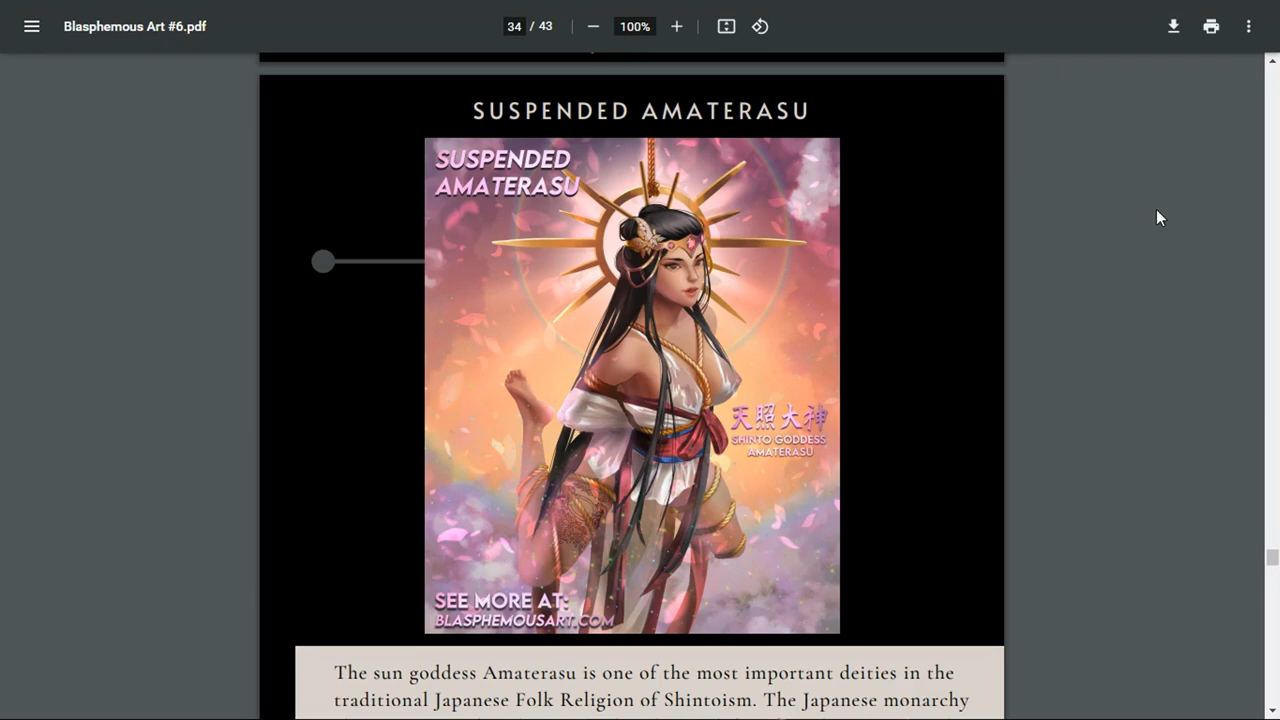 Blasphemous Art #6.pdf
34 / 43
100%
SUSPENDED AMATERASU
SUSPENDED
AMATERASU
天照大神
SHINTO GODDESS
AMATERASU
SEE MORE AT:
BLASPHEMOUSART.COM
The sun goddess Amaterasu is one of the most important deities in the
traditional Japanese Folk Religion of Shintoism. The Japanese monarchy